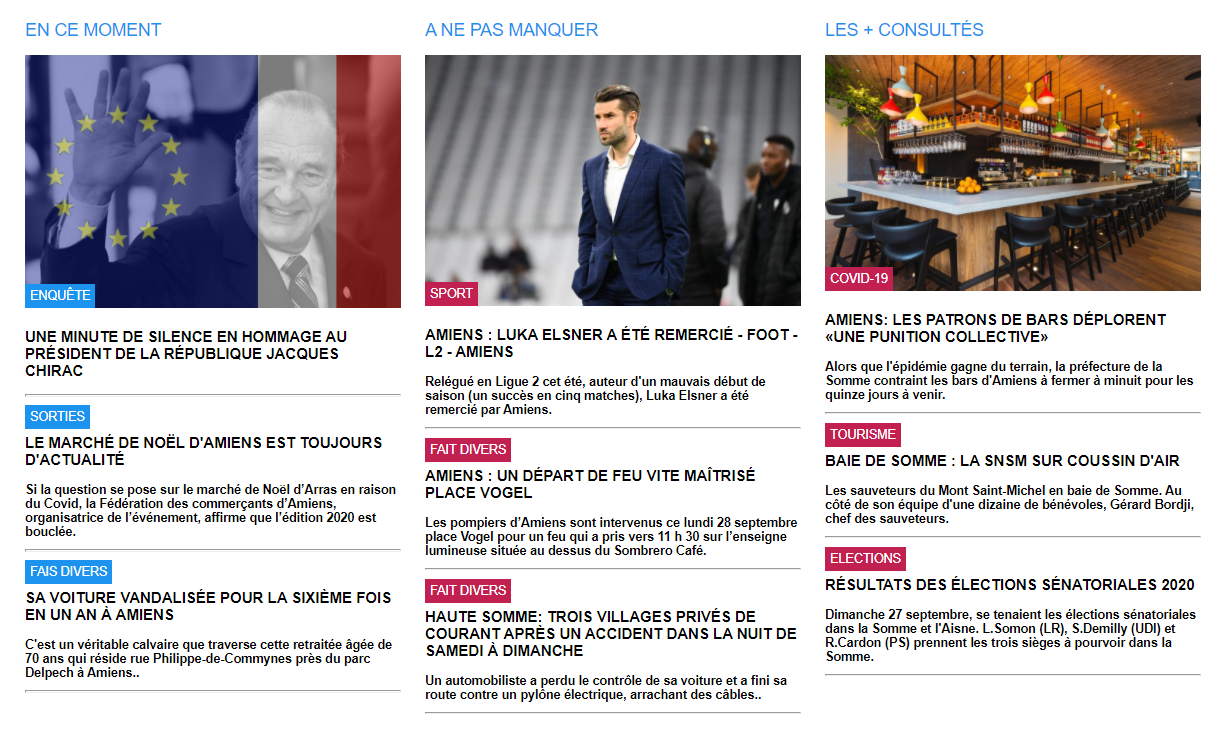 EN CE MOMENT
ENQUÊTE
UNE MINUTE DE SILENCE EN HOMMAGE AU
PRÉSIDENT DE LA RÉPUBLIQUE JACQUES
CHIRAC
SORTIES
LE MARCHÉ DE NOËL D'AMIENS EST TOUJOURS
D'ACTUALITÉ
Si la question se pose sur le marché de Noël d’Arras en raison
du Covid, la Fédération des commerçants d’Amiens,
organisatrice de l’événement, affirme que l’édition 2020 est
bouclée.
FAIS DIVERS
SA VOITURE VANDALISÉE POUR LA SIXIÈME FOIS
EN UN AN À AMIENS
C'est un véritable calvaire que traverse cette retraitée âgée de
70 ans qui réside rue Philippe-de-Commynes près du parc
Delpech à Amiens..
A NE PAS MANQUER
SPORT
AMIENS : LUKA ELSNER A ÉTÉ REMERCIÉ - FOOT -
L2 - AMIENS
Relégué en Ligue 2 cet été, auteur d'un mauvais début de
saison (un succès en cinq matches), Luka Elsner a été
remercié par Amiens.
FAIT DIVERS
AMIENS : UN DÉPART DE FEU VITE MAÎTRISÉ
PLACE VOGEL
Les pompiers d’Amiens sont intervenus ce lundi 28 septembre
place Vogel pour un feu qui a pris vers 11 h 30 sur l’enseigne
lumineuse située au dessus du Sombrero Café.
FAIT DIVERS
HAUTE SOMME: TROIS VILLAGES PRIVÉS DE
COURANT APRÈS UN ACCIDENT DANS LA NUIT DE
SAMEDI À DIMANCHE
Un automobiliste a perdu le contrôle de sa voiture et a fini sa
route contre un pylône électrique, arrachant des câbles..
LES + CONSULTÉS
COVID-19
AMIENS: LES PATRONS DE BARS DÉPLORENT
«UNE PUNITION COLLECTIVE»
Alors que l'épidémie gagne du terrain, la préfecture de la
Somme contraint les bars d'Amiens à fermer à minuit pour les
quinze jours à venir.
TOURISME
BAIE DE SOMME : LA SNSM SUR COUSSIN D'AIR
Les sauveteurs du Mont Saint-Michel en baie de Somme. Au
côté de son équipe d'une dizaine de bénévoles, Gérard Bordji,
chef des sauveteurs.
ELECTIONS
RÉSULTATS DES ÉLECTIONS SÉNATORIALES 2020
Dimanche 27 septembre, se tenaient les élections sénatoriales
dans la Somme et l'Aisne. L.Somon (LR), S.Demilly (UDI) et
R.Cardon (PS) prennent les trois sièges à pourvoir dans la
Somme.